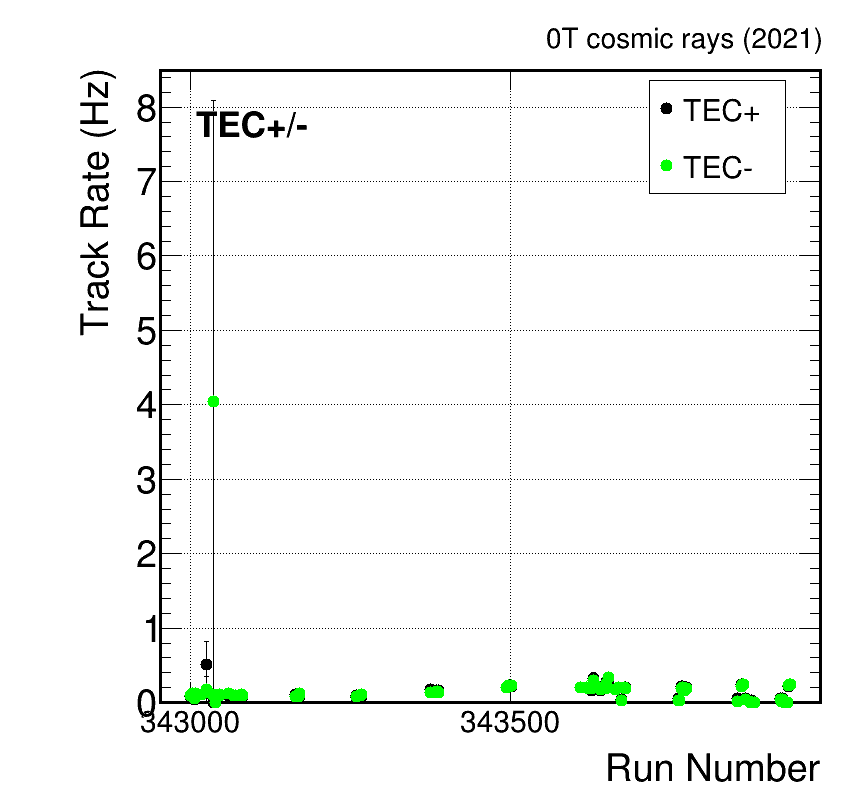 0T cosmic rays (2021)
Track Rate (Hz)
TEC+/-
TEC+
TEC-
8
7
6
5
4
3
2
1
0
0
343000
343500
Run Number